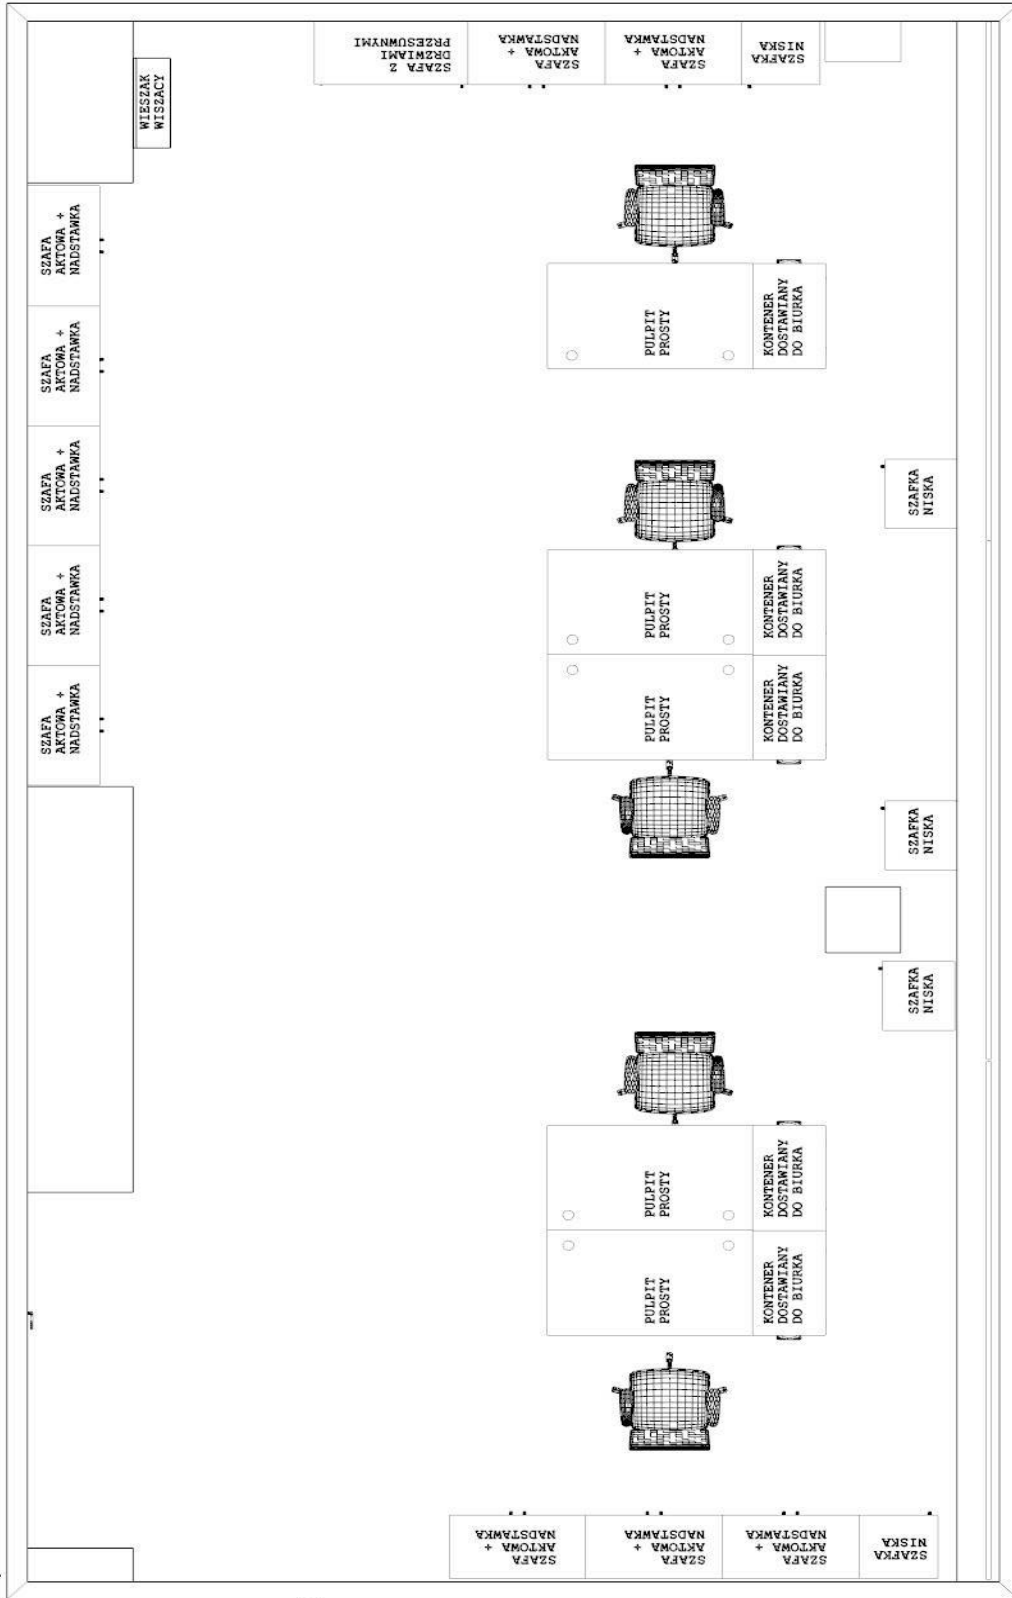 SZAFA Z
DRZWIAMI
PRZESUWNYMI
SZAFA
AKTOWA +
NADSTAWKA
SZAFA
AKTOWA +
NADSTAWKA
SZAFKA
NISKA
WIESZAK
WISZACY
SZAFA
AKTOWA +
NADSTAWKA
SZAFA
AKTOWA +
NADSTAWKA
SZAFA
AKTOWA +
NADSTAWKA
SZAFA
AKTOWA +
NADSTAWKA
SZAFA
AKTOWA +
NADSTAWKA
PULPIT
PROSTY
KONTENER
DOSTAWIANY
DO BIURKA
SZAFKA
NISKA
PULPIT
PROSTY
KONTENER
DOSTAWIANY
DO BIURKA
PULPIT
PROSTY
KONTENER
DOSTAWIANY
DO BIURKA
SZAFKA
NISKA
SZAFKA
NISKA
PULPIT
PROSTY
KONTENER
DOSTAWIANY
DO BIURKA
PULPIT
PROSTY
KONTENER
DOSTAWIANY
DO BIURKA
SZAFA
AKTOWA +
NADSTAWKA
SZAFA
AKTOWA +
NADSTAWKA
SZAFA
AKTOWA +
NADSTAWKA
SZAFKA
NISKA